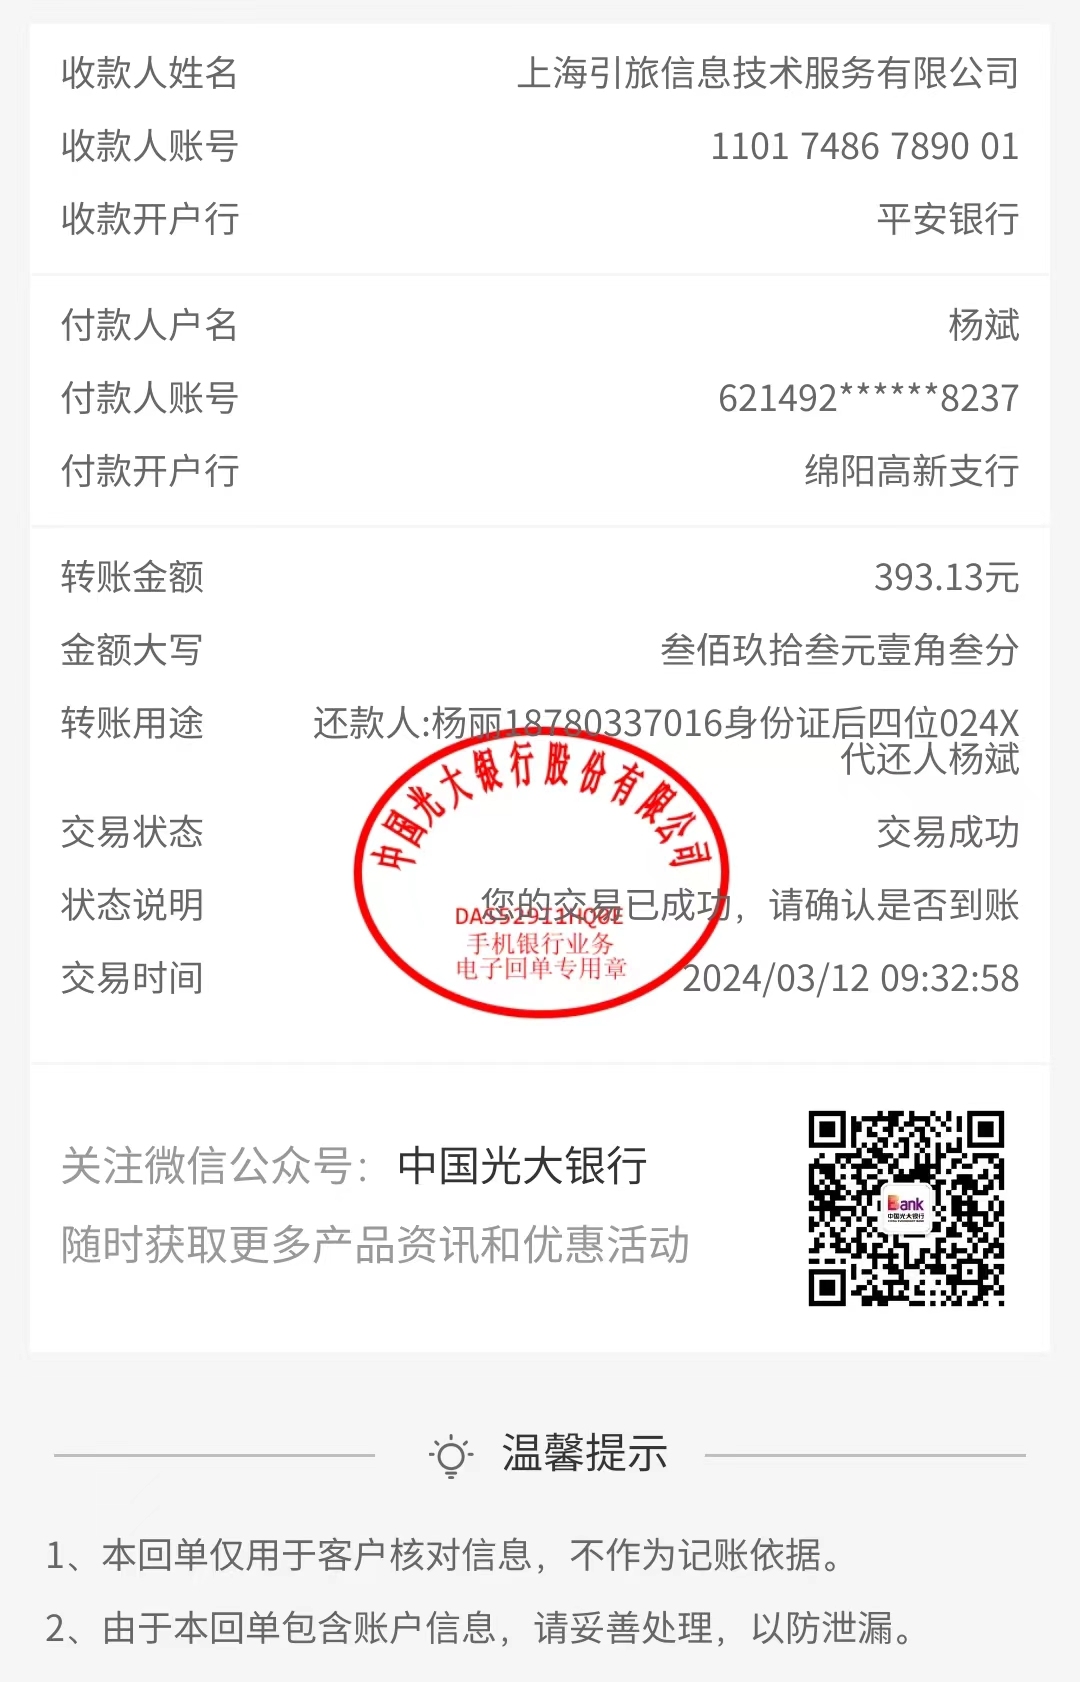 收款人姓名 上海引旅信息技术服务有限公司
收款人账号 1101 7486 7890 01
收款开户行 平安银行
付款人户名 杨斌
付款人账号 621492******8237
付款开户行 绵阳高新支行
转账金额 393.13元
金额大写 叁佰玖拾叁元壹角叁分
转账用途 还款人:杨丽18780337016身份证后四位024X
代还人杨斌
中国光大银行股份有限公司
交易状态 交易成功
状态说明 您的交易已成功，请确认是否到账
手机银行业务
电子回单专用章
交易时间 2024/03/12 09:32:58
关注微信公众号：中国光大银行
随时获取更多产品资讯和优惠活动
Bank
中国光大银行
温馨提示
1、本回单仅用于客户核对信息，不作为记账依据。
2、由于本回单包含账户信息，请妥善处理，以防泄漏。